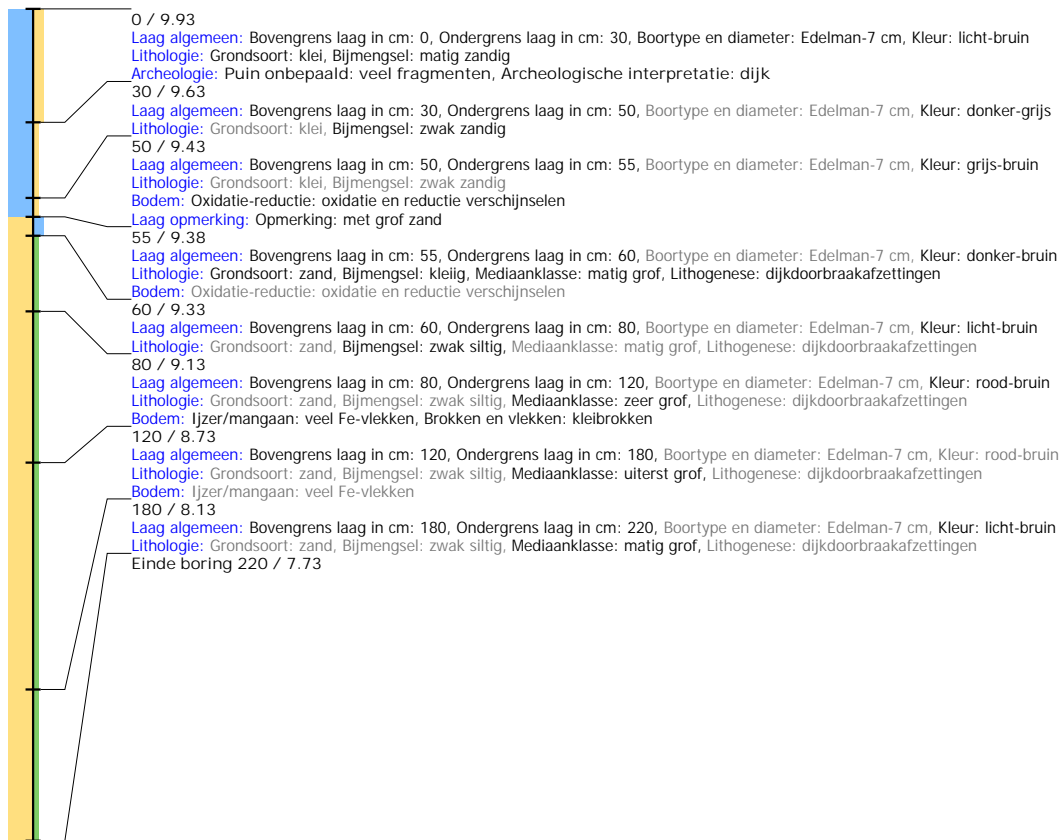 0 / 9.93
Laag algemeen: Bovengrens laag in cm: 0, Ondergrens laag in cm: 30, Boortype en diameter: Edelman-7 cm, Kleur: licht-bruin
Lithologie: Grondsoort: klei, Bijmengsel: matig zandig
Archeologie: Puin onbepaald: veel fragmenten, Archeologische interpretatie: dijk
30 / 9.63
Laag algemeen: Bovengrens laag in cm: 30, Ondergrens laag in cm: 50, Boortype en diameter: Edelman-7 cm, Kleur: donker-grijs
Lithologie: Grondsoort: klei, Bijmengsel: zwak zandig
50 / 9.43
Laag algemeen: Bovengrens laag in cm: 50, Ondergrens laag in cm: 55, Boortype en diameter: Edelman-7 cm, Kleur: grijs-bruin
Lithologie: Grondsoort: klei, Bijmengsel: zwak zandig
Bodem: Oxidatie-reductie: oxidatie en reductie verschijnselen
Laag opmerking: Opmerking: met grof zand
55 / 9.38
Laag algemeen: Bovengrens laag in cm: 55, Ondergrens laag in cm: 60, Boortype en diameter: Edelman-7 cm, Kleur: donker-bruin
Lithologie: Grondsoort: zand, Bijmengsel: kleiig, Mediaanklasse: matig grof, Lithogenese: dijkdoorbraakafzettingen
Bodem: Oxidatie-reductie: oxidatie en reductie verschijnselen
60 / 9.33
Laag algemeen: Bovengrens laag in cm: 60, Ondergrens laag in cm: 80, Boortype en diameter: Edelman-7 cm, Kleur: licht-bruin
Lithologie: Grondsoort: zand, Bijmengsel: zwak siltig, Mediaanklasse: matig grof, Lithogenese: dijkdoorbraakafzettingen
80 / 9.13
Laag algemeen: Bovengrens laag in cm: 80, Ondergrens laag in cm: 120, Boortype en diameter: Edelman-7 cm, Kleur: rood-bruin
Lithologie: Grondsoort: zand, Bijmengsel: zwak siltig, Mediaanklasse: zeer grof, Lithogenese: dijkdoorbraakafzettingen
Bodem: Ijzer/mangaan: veel Fe-vlekken, Brokken en vlekken: kleibrokken
120 / 8.73
Laag algemeen: Bovengrens laag in cm: 120, Ondergrens laag in cm: 180, Boortype en diameter: Edelman-7 cm, Kleur: rood-bruin
Lithologie: Grondsoort: zand, Bijmengsel: zwak siltig, Mediaanklasse: uiterst grof, Lithogenese: dijkdoorbraakafzettingen
Bodem: Ijzer/mangaan: veel Fe-vlekken
180 / 8.13
Laag algemeen: Bovengrens laag in cm: 180, Ondergrens laag in cm: 220, Boortype en diameter: Edelman-7 cm, Kleur: licht-bruin
Lithologie: Grondsoort: zand, Bijmengsel: zwak siltig, Mediaanklasse: matig grof, Lithogenese: dijkdoorbraakafzettingen
Einde boring 220 / 7.73